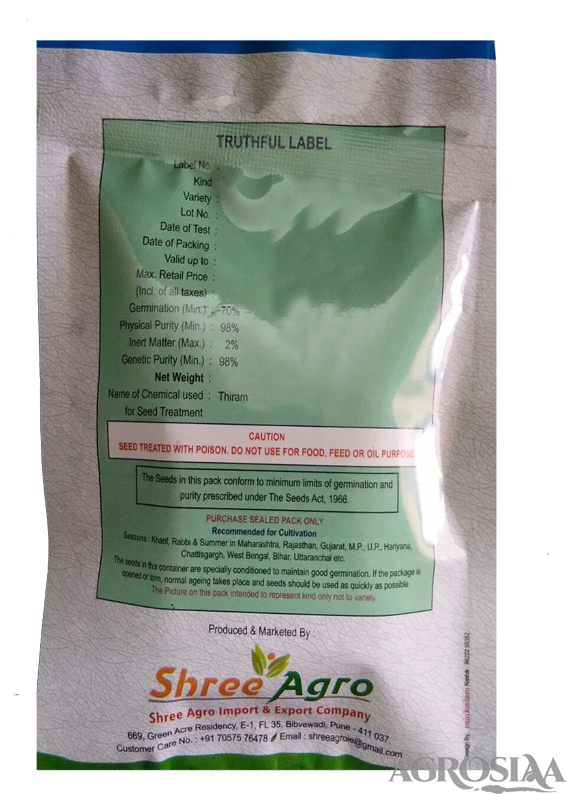 TRUTHFUL LABEL
Label No :
Kind :
Variety :
Lot No. :
Date of Test :
Date of Packing :
Valid up to :
Max. Retail Price :
(Incl. of all taxes) :
Germination (Min.) : 70%
Physical Purity (Min.) : 98%
Inert Matter (Max.) : 2%
Genetic Purity (Min.) : 98%
Net Weight :
Name of Chemical used : Thiram
for Seed Treatment
CAUTION
SEED TREATED WITH POISON. DO NOT USE FOR FOOD, FEED OR OIL PURPOSE
The Seeds in this pack conform to minimum limits of germination and
purity prescribed under The Seeds Act, 1966.
PURCHASE SEALED PACK ONLY
Recommended for Cultivation
Seasons : Kharif, Rabbi & Summer in Maharashtra, Rajasthan, Gujarat, M.P., U.P., Hariyana,
Chattisgargh, West Bengal, Bihar, Uttaranchal etc.
The seeds in this container are specially conditioned to maintain good germination. If the package is
opened or torn, normal ageing takes place and seeds should be used as quickly as possible
The Picture on this pack intended to represent kind only not to variety
Produced & Marketed By :
Shree Agro
Shree Agro Import & Export Company
669, Green Acre Residency, E-1, FL 35, Bibvewadi, Pune - 411 037
Customer Care No. : +91 70575 76478 Email : shreeagroie@gmail.com
Design By
Nashik
AGROSIAA